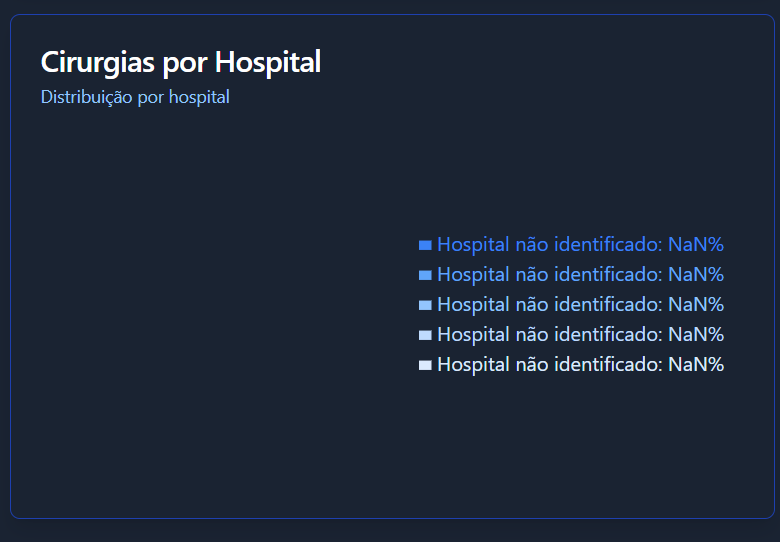 Cirurgias por Hospital
Distribuição por hospital
Hospital não identificado: NaN%
Hospital não identificado: NaN%
Hospital não identificado: NaN%
Hospital não identificado: NaN%
Hospital não identificado: NaN%